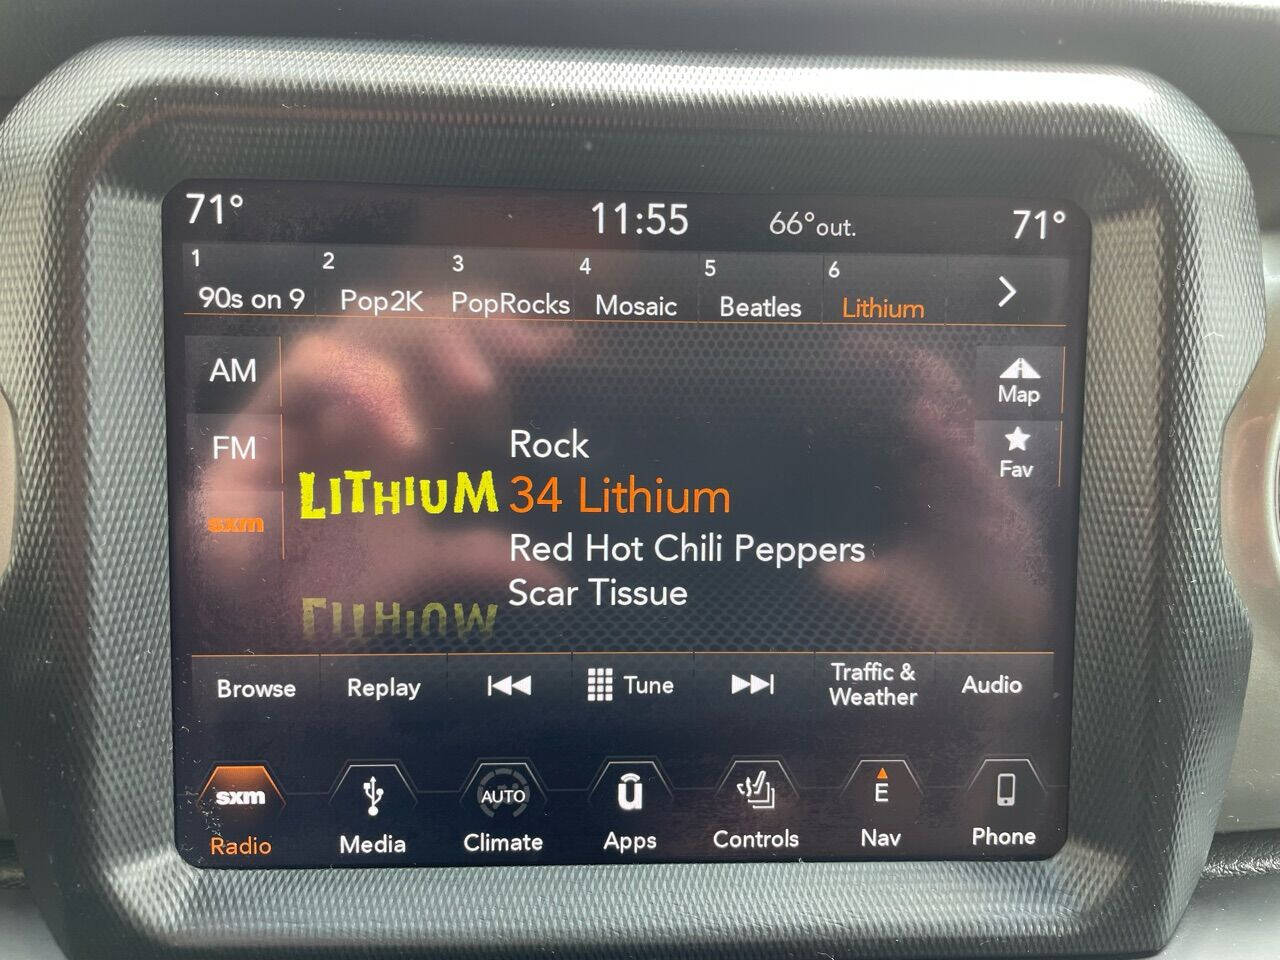 71° 11:55 66°out. 71°
1 2 3 4 5 6
90s on 9 Pop2K PopRocks Mosaic Beatles Lithium
AM
Map
FM
Fav
sxm
Rock
LITHIUM 34 Lithium
Red Hot Chili Peppers
Scar Tissue
Browse Replay Tune Traffic & Audio
Weather
sxm AUTO E
Radio Media Climate Apps Controls Nav Phone